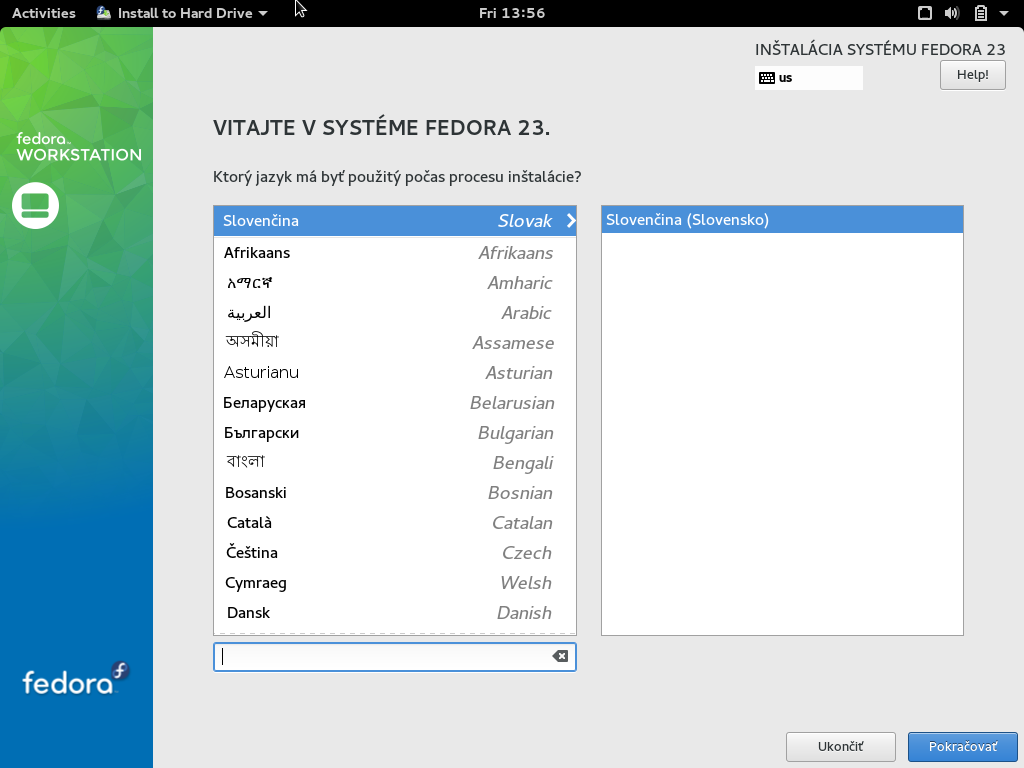 Activities Install to Hard Drive Fri 13:56
INŠTALÁCIA SYSTÉMU FEDORA 23
us Help!
fedora
WORKSTATION
VITAJTE V SYSTÉME FEDORA 23.
Ktorý jazyk má byť použitý počas procesu inštalácie?
Slovenčina Slovak
Afrikaans Afrikaans
አማርኛ Amharic
العربية Arabic
অসমীয়া Assamese
Asturianu Asturian
Беларуская Belarusian
Български Bulgarian
বাংলা Bengali
Bosanski Bosnian
Català Catalan
Čeština Czech
Cymraeg Welsh
Dansk Danish
Slovenčina (Slovensko)
fedora
Ukončiť Pokračovať